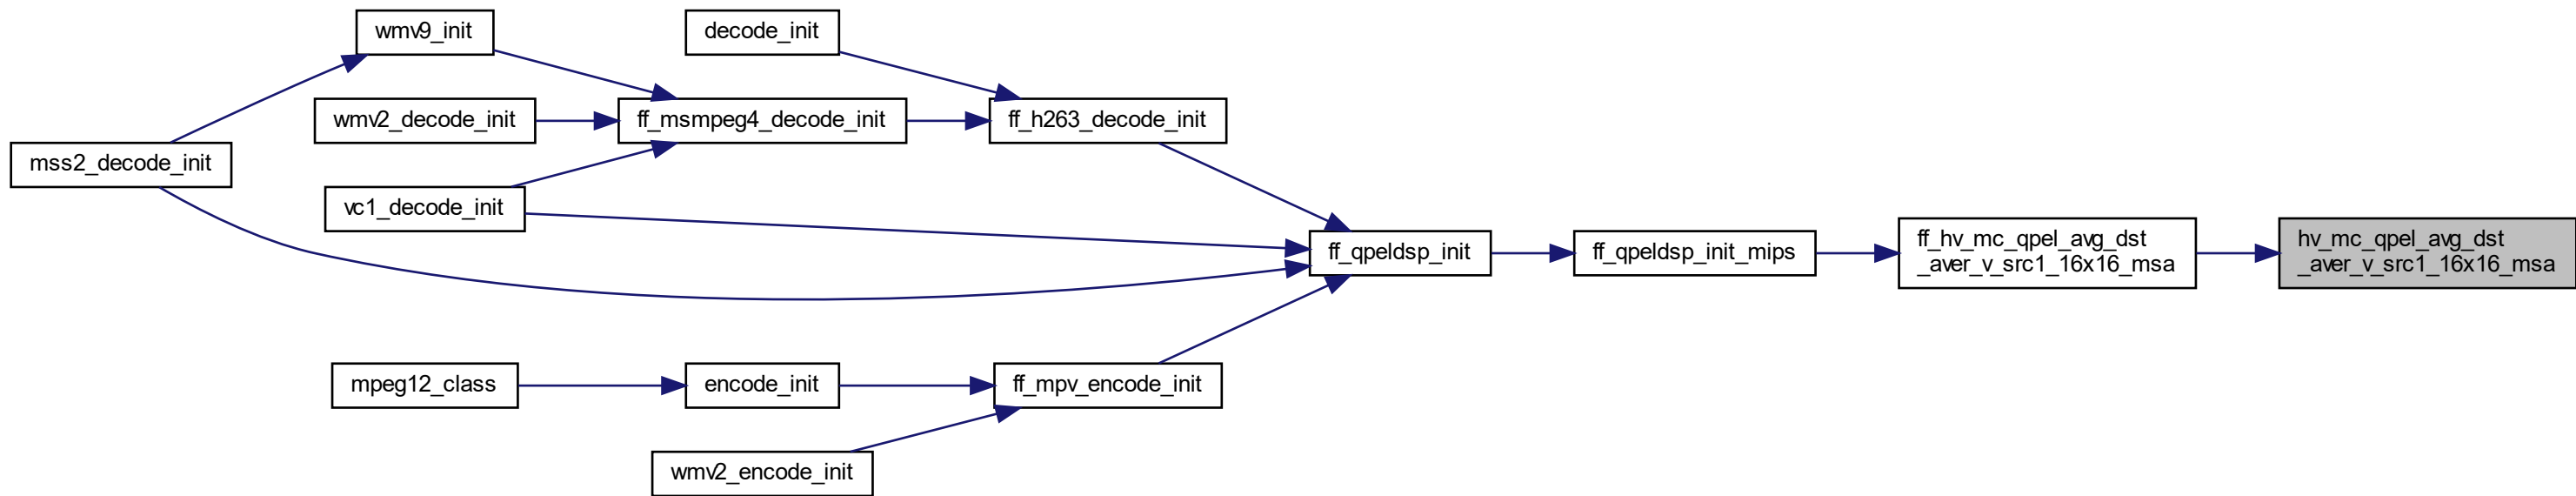 wmv9_init
decode_init
wmv2_decode_init
ff_msmpeg4_decode_init
ff_h263_decode_init
mss2_decode_init
vc1_decode_init
ff_qpeldsp_init
ff_qpeldsp_init_mips
ff_hv_mc_qpel_avg_dst
_aver_v_src1_16x16_msa
hv_mc_qpel_avg_dst
_aver_v_src1_16x16_msa
mpeg12_class
encode_init
ff_mpv_encode_init
wmv2_encode_init